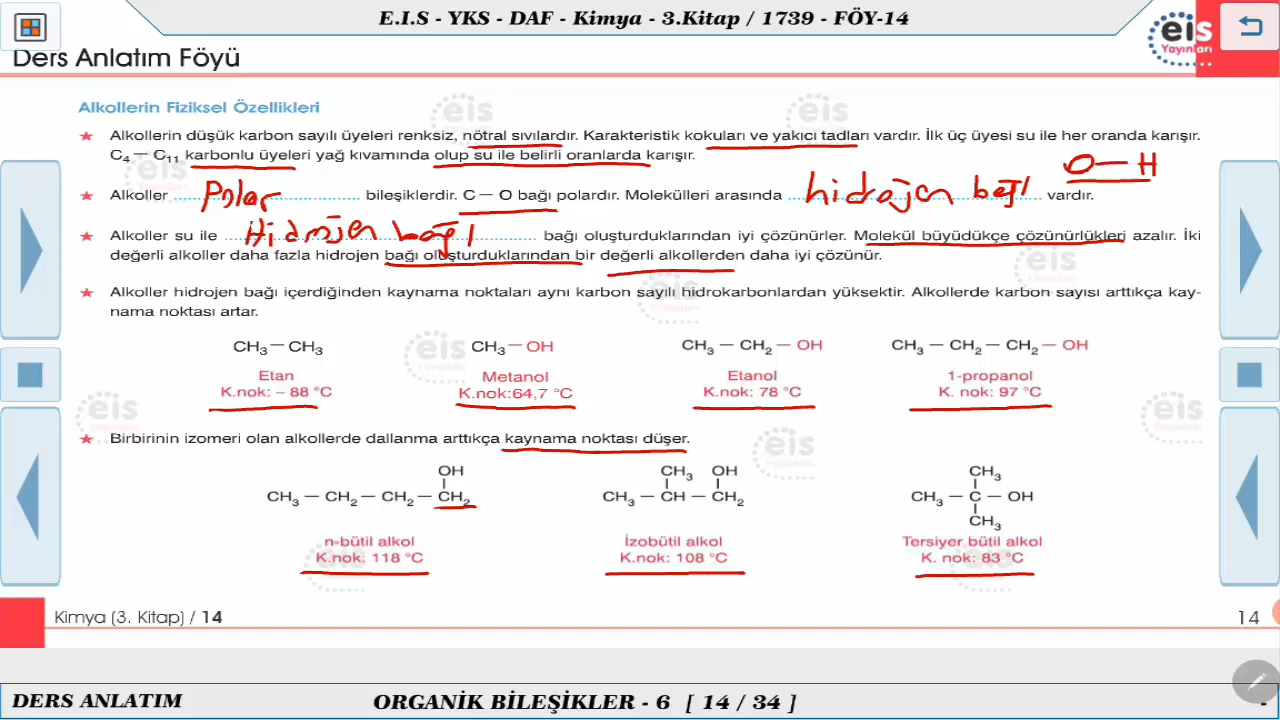 E.I.S - YKS - DAF - Kimya - 3.Kitap / 1739 - FÖY-14
eis
Yayınları
Ders Anlatım Föyü
Alkollerin Fiziksel Özellikleri
★ Alkollerin düşük karbon sayılı üyeleri renksiz, nötral sıvılardır. Karakteristik kokuları ve yakıcı tadları vardır. İlk üç üyesi su ile her oranda karışır.
C₄ — C₁₁ karbonlu üyeleri yağ kıvamında olup su ile belirli oranlarda karışır.
O—H
★ Alkoller Polar bileşiklerdir. C — O bağı polardır. Molekülleri arasında hidrojen bağı vardır.
★ Alkoller su ile Hidrojen bağı bağı oluşturduklarından iyi çözünürler. Molekül büyüdükçe çözünürlükleri azalır. İki
değerli alkoller daha fazla hidrojen bağı oluşturduklarından bir değerli alkollerden daha iyi çözünür.
★ Alkoller hidrojen bağı içerdiğinden kaynama noktaları aynı karbon sayılı hidrokarbonlardan yüksektir. Alkollerde karbon sayısı arttıkça kay-
nama noktası artar.
CH₃ — CH₃ CH₃ — OH CH₃ — CH₂ — OH CH₃ — CH₂ — CH₂ — OH
Etan Metanol Etanol 1-propanol
K.nok: – 88 °C K.nok:64,7 °C K.nok: 78 °C K. nok: 97 °C
★ Birbirinin izomeri olan alkollerde dallanma arttıkça kaynama noktası düşer.
OH CH₃ OH CH₃
CH₃ — CH₂ — CH₂ — CH₂ CH₃ — CH — CH₂ CH₃ — C — OH
CH₃
n-bütil alkol İzobütil alkol Tersiyer bütil alkol
K.nok: 118 °C K.nok: 108 °C K. nok: 83 °C
Kimya (3. Kitap) / 14 14
DERS ANLATIM ORGANİK BİLEŞİKLER - 6 [ 14 / 34 ] -